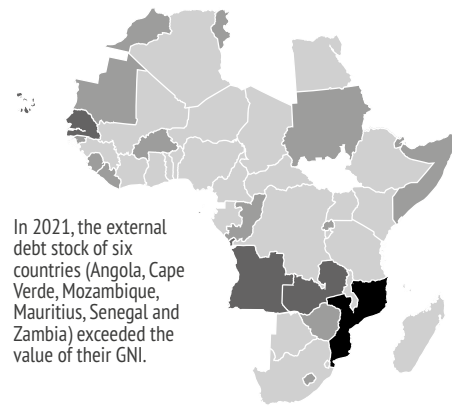 In 2021, the external
debt stock of six
countries (Angola, Cape
Verde, Mozambique,
Mauritius, Senegal and
Zambia) exceeded the
value of their GNI.